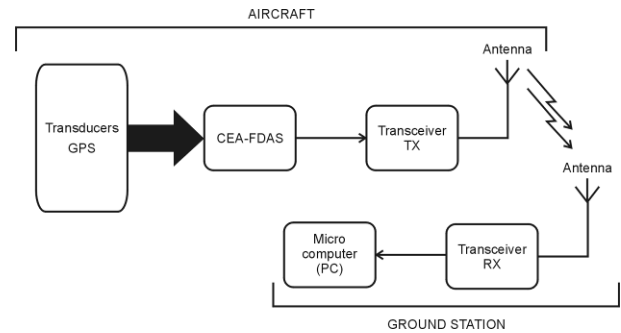 AIRCRAFT
Antenna
Transducers
GPS
CEA-FDAS
Transceiver
TX
Antenna
Micro
computer
(PC)
Transceiver
RX
GROUND STATION